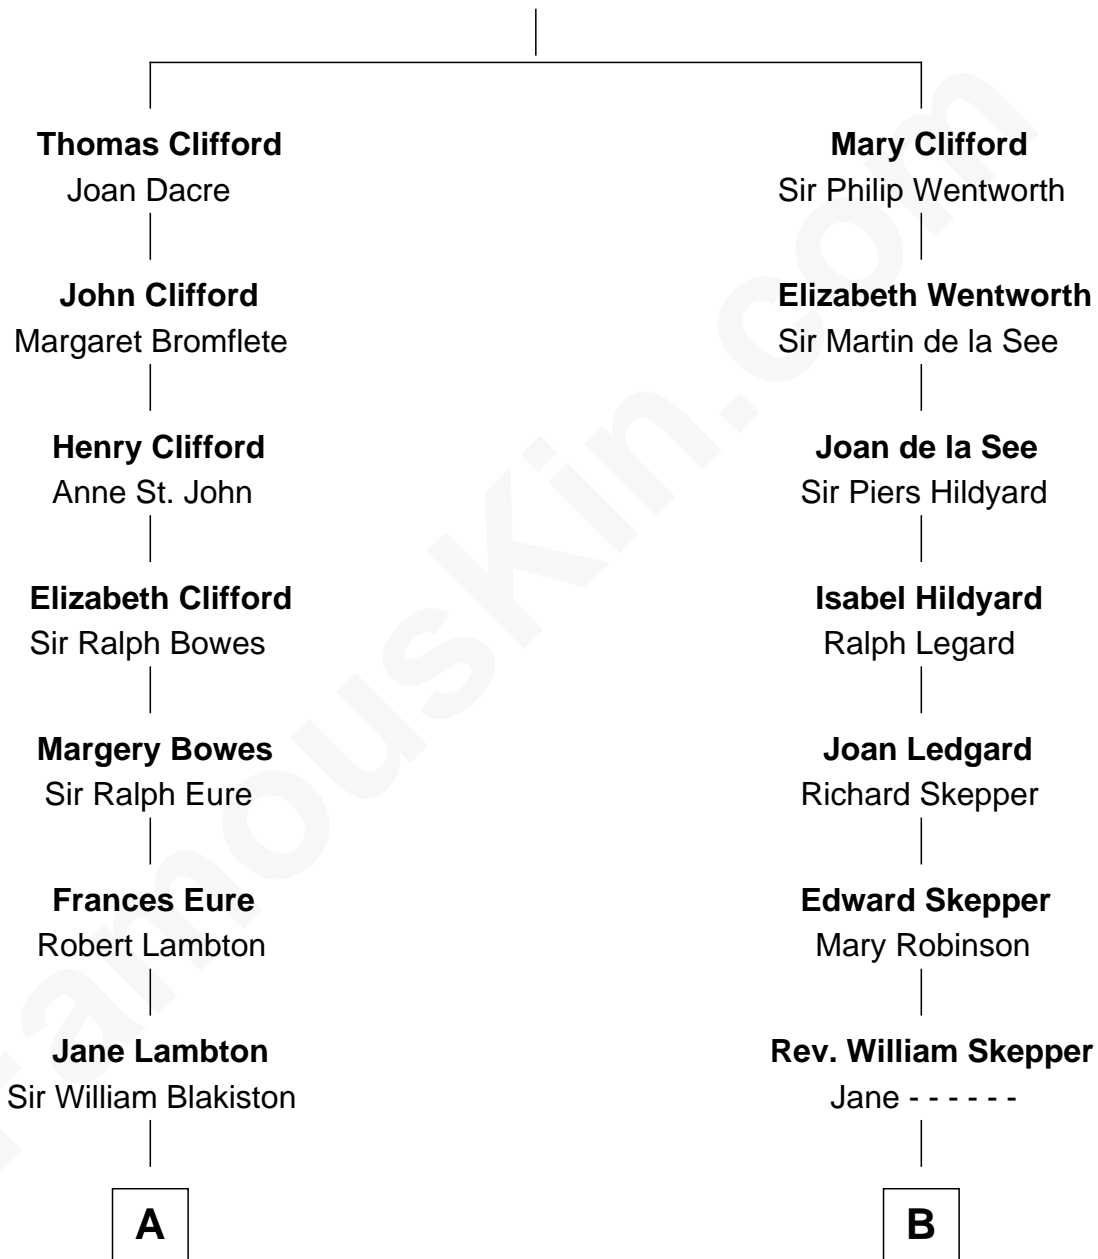 Thomas Clifford
Joan Dacre
John Clifford
Margaret Bromflete
Henry Clifford
Anne St. John
Elizabeth Clifford
Sir Ralph Bowes
Margery Bowes
Sir Ralph Eure
Frances Eure
Robert Lambton
Jane Lambton
Sir William Blakiston
A
Mary Clifford
Sir Philip Wentworth
Elizabeth Wentworth
Sir Martin de la See
Joan de la See
Sir Piers Hildyard
Isabel Hildyard
Ralph Legard
Joan Ledgard
Richard Skepper
Edward Skepper
Mary Robinson
Rev. William Skepper
Jane - - - - - -
B
FamousKin.com